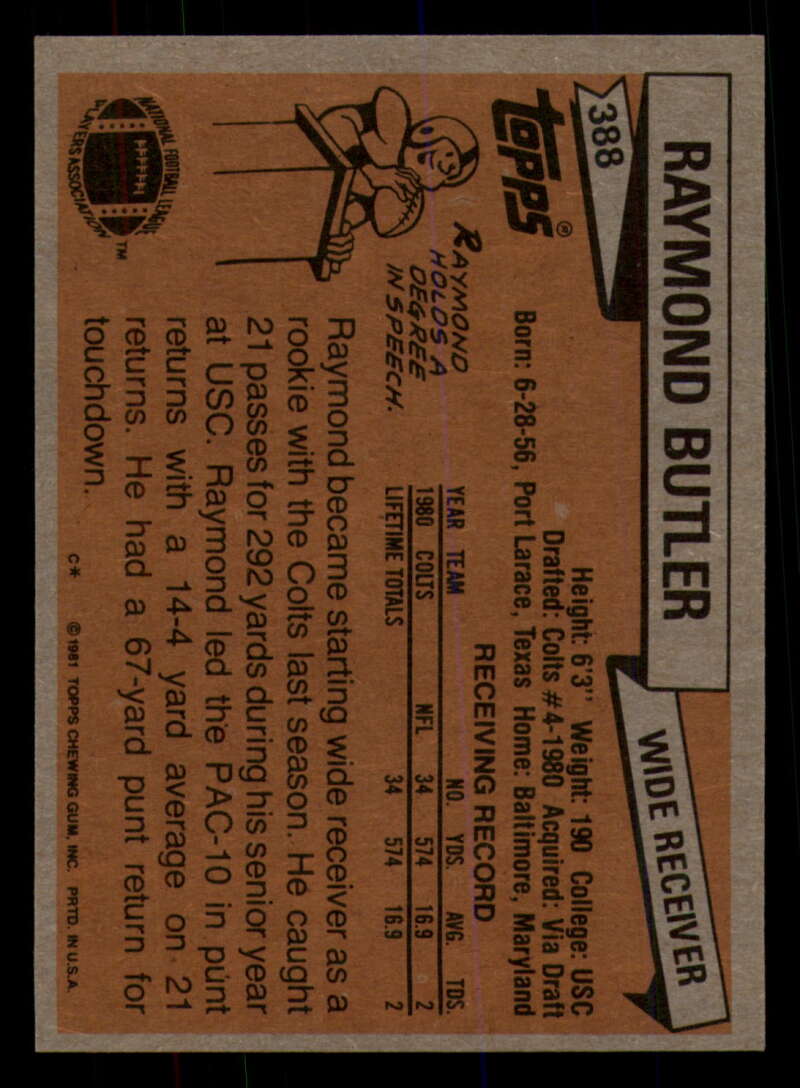 388
RAYMOND BUTLER
WIDE RECEIVER
TOPPS®
Height: 6'3" Weight: 190 College: USC
Drafted: Colts #4-1980 Acquired: Via Draft
Born: 6-28-56, Port Larace, Texas Home: Baltimore, Maryland
RECEIVING RECORD
YEAR TEAM NO. YDS. AVG. TDS.
1980 COLTS NFL 34 574 16.9 2
LIFETIME TOTALS 34 574 16.9 2
RAYMOND
HOLDS A
DEGREE
IN SPEECH.
Raymond became starting wide receiver as a
rookie with the Colts last season. He caught
21 passes for 292 yards during his senior year
at USC. Raymond led the PAC-10 in punt
returns with a 14-4 yard average on 21
returns. He had a 67-yard punt return for
touchdown.
NATIONAL FOOTBALL LEAGUE
PLAYERS ASSOCIATION
TM
C* © 1981 TOPPS CHEWING GUM, INC. PRTD. IN U.S.A.